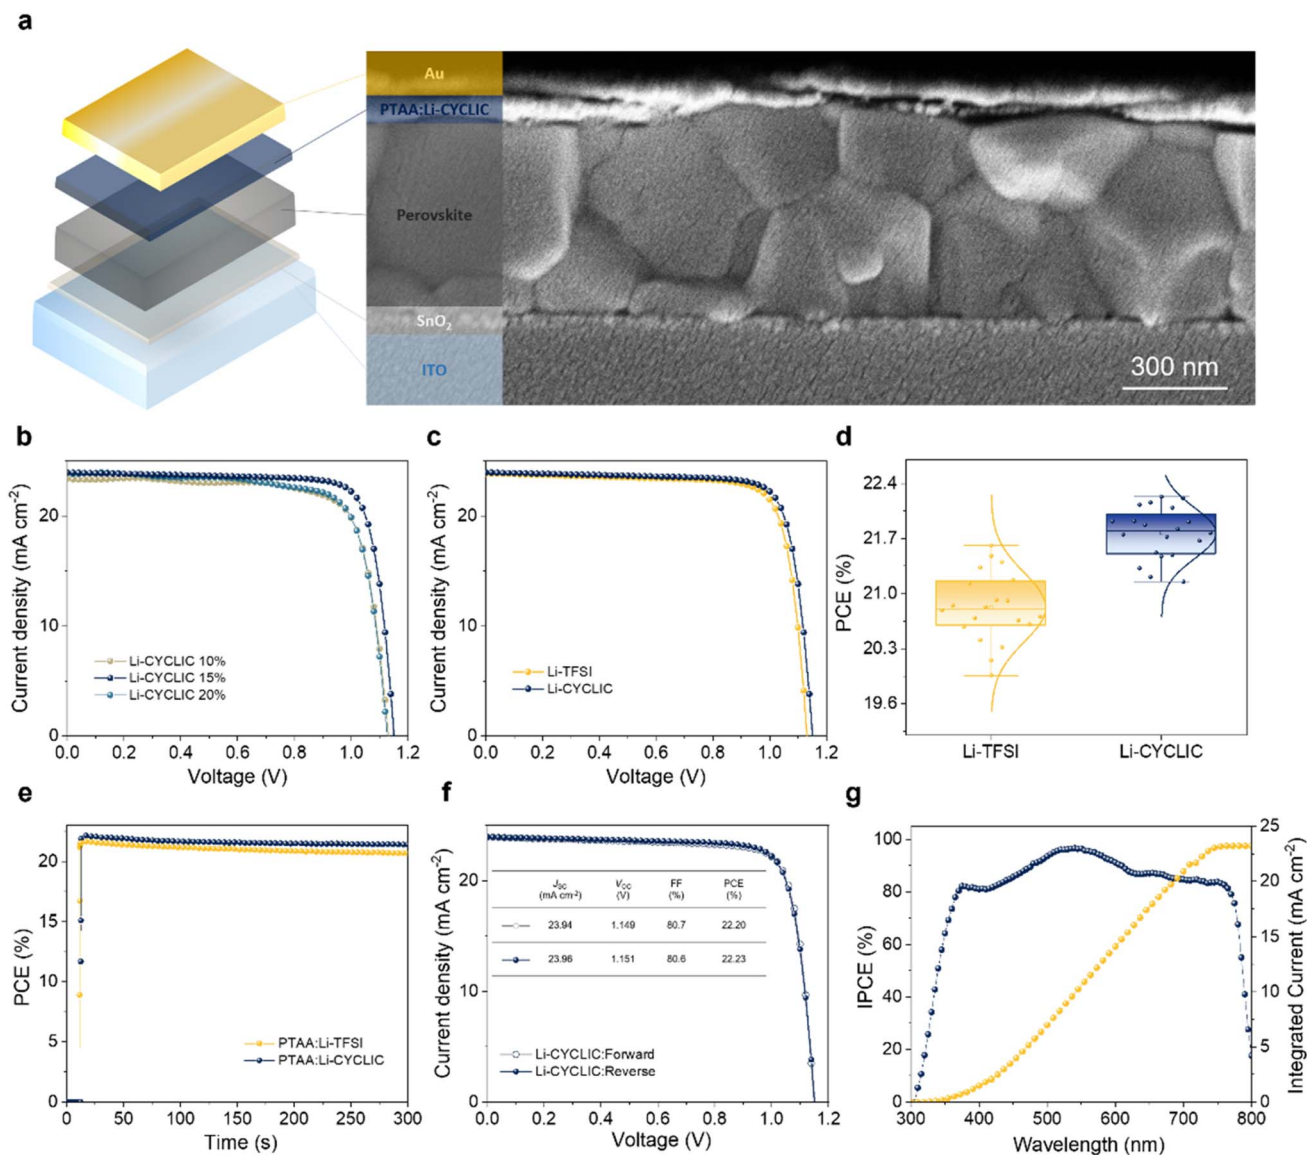 a
Au
PTAA:Li-CYCLIC
Perovskite
SnO2
ITO
300 nm
b
Current density (mA cm-2)
20
10
0
Li-CYCLIC 10%
Li-CYCLIC 15%
Li-CYCLIC 20%
0.0 0.2 0.4 0.6 0.8 1.0 1.2
Voltage (V)
c
Current density (mA cm-2)
20
10
0
Li-TFSI
Li-CYCLIC
0.0 0.2 0.4 0.6 0.8 1.0 1.2
Voltage (V)
d
PCE (%)
22.4
21.7
21.0
20.3
19.6
Li-TFSI Li-CYCLIC
e
PCE (%)
20
15
10
5
0
PTAA:Li-TFSI
PTAA:Li-CYCLIC
0 50 100 150 200 250 300
Time (s)
f
Current density (mA cm-2)
20
10
0
JSC VOC FF PCE
(mA cm-2) (V) (%) (%)
23.94 1.149 80.7 22.20
23.96 1.151 80.6 22.23
Li-CYCLIC:Forward
Li-CYCLIC:Reverse
0.0 0.2 0.4 0.6 0.8 1.0 1.2
Voltage (V)
g
IPCE (%)
100
80
60
40
20
0
25
20
15
10
5
0
Integrated Current (mA cm-2)
300 400 500 600 700 800
Wavelength (nm)